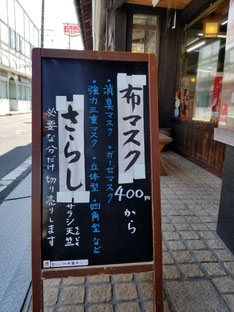 布マスク
400円から
・消臭マスク・ガーゼマスク
・強力三重マスク・立体型・四角型など
さらし
サラシ天竺など
必要な分だけ切り売りします